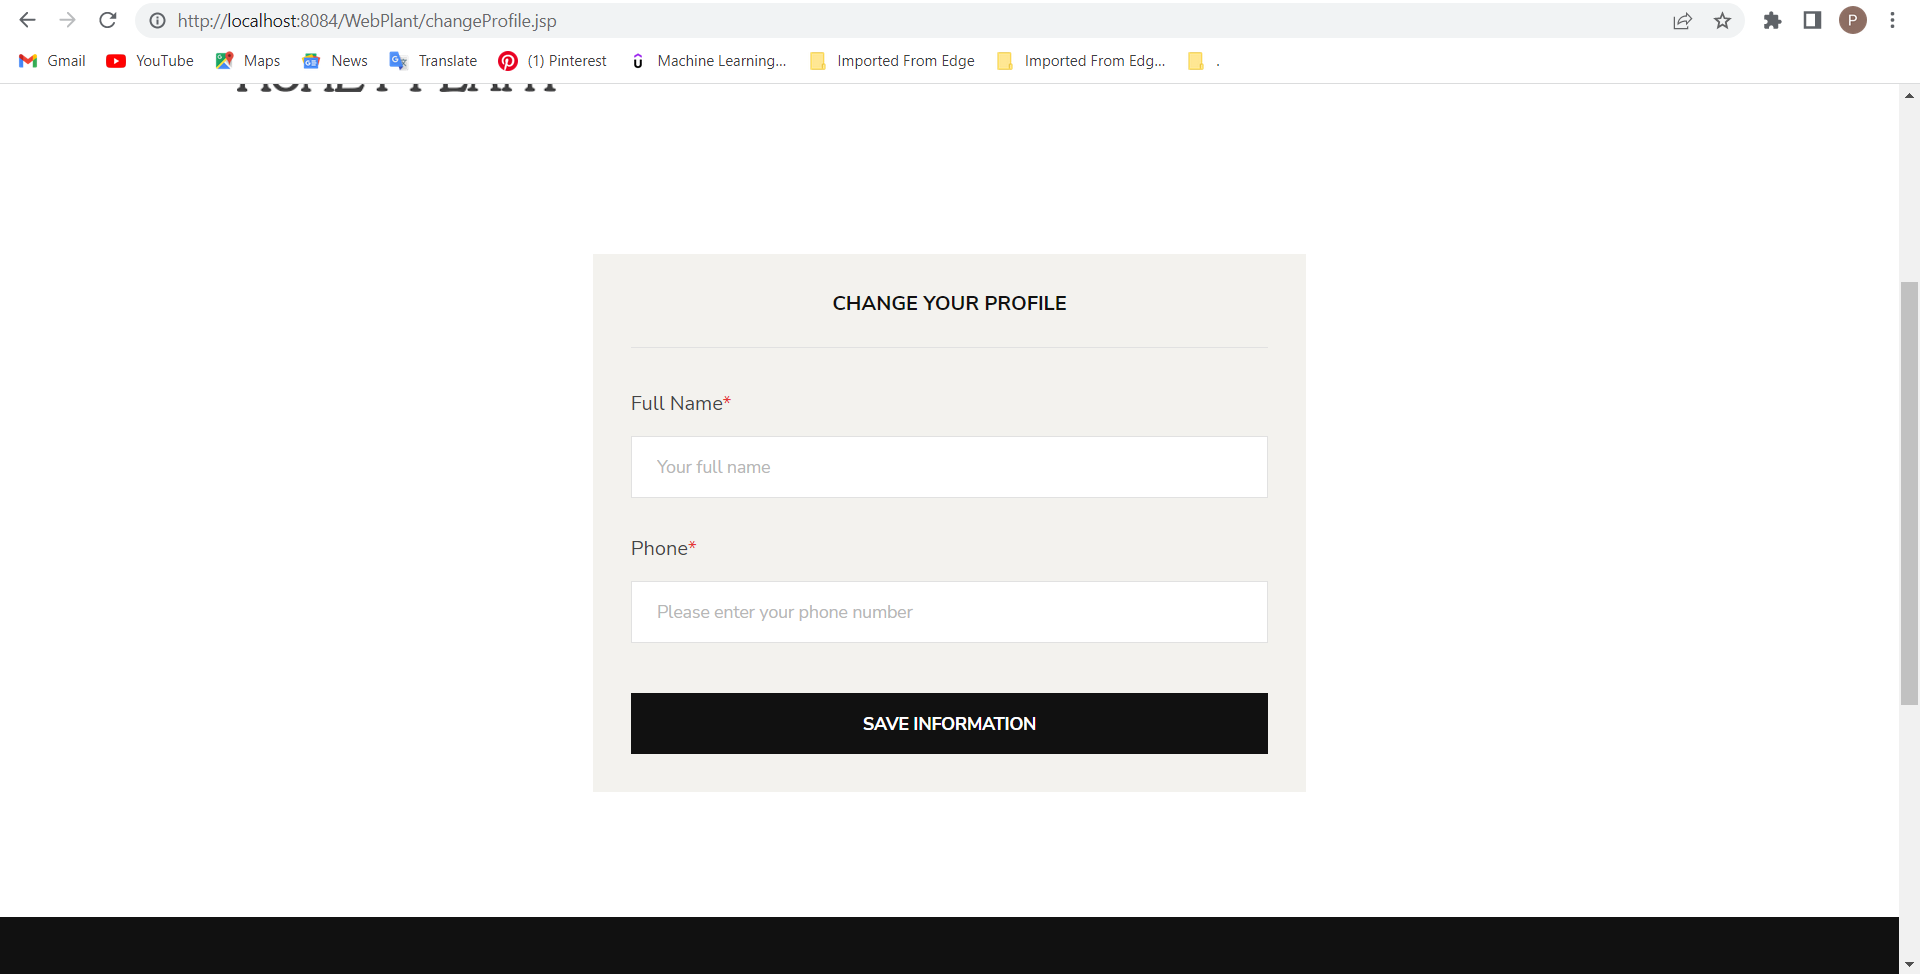 http://localhost:8084/WebPlant/changeProfile.jsp
P
Gmail YouTube Maps News Translate (1) Pinterest Machine Learning... Imported From Edge Imported From Edg... .
CHANGE YOUR PROFILE
Full Name*
Your full name
Phone*
Please enter your phone number
SAVE INFORMATION